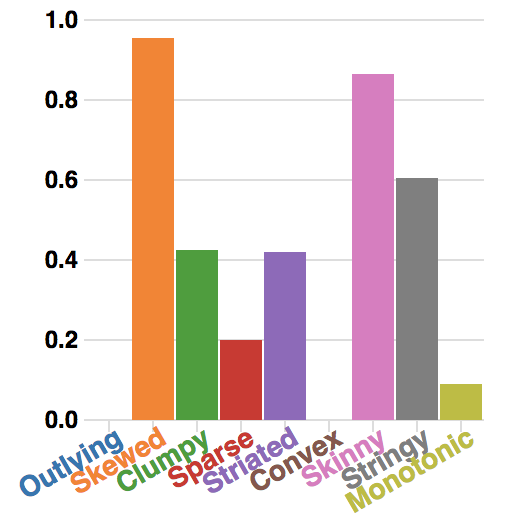 1.0
0.8
0.6
0.4
0.2
0.0
Outlying
Skewed
Clumpy
Sparse
Striated
Convex
Skinny
Stringy
Monotonic